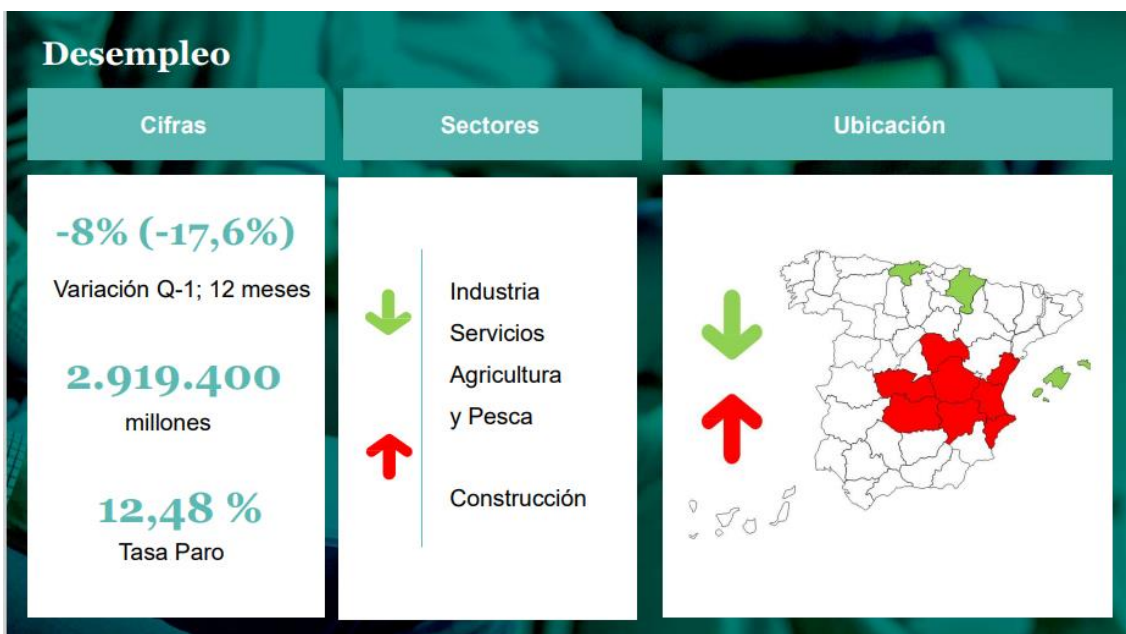 Desempleo
Cifras
-8% (-17,6%)
Variación Q-1; 12 meses
2.919.400
millones
12,48 %
Tasa Paro
Sectores
Industria
Servicios
Agricultura
y Pesca
Construcción
Ubicación